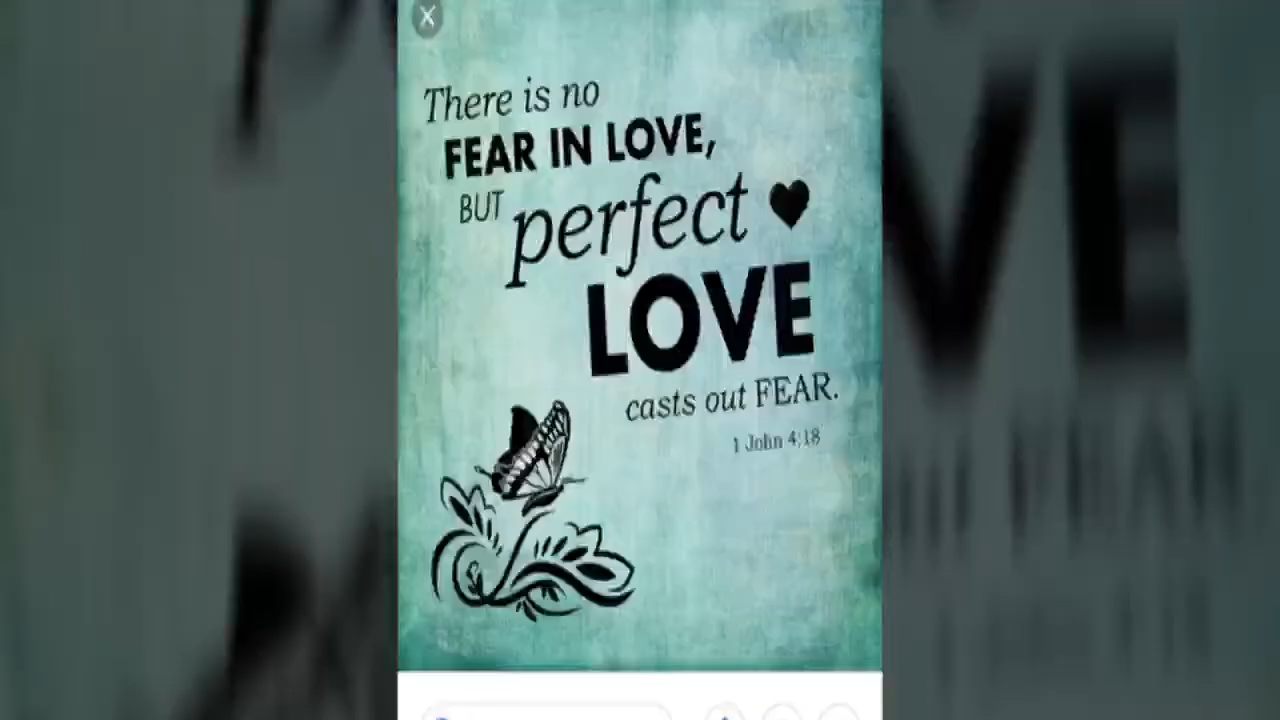 There is no
FEAR IN LOVE,
BUT perfect
LOVE
casts out FEAR.
1 John 4:18